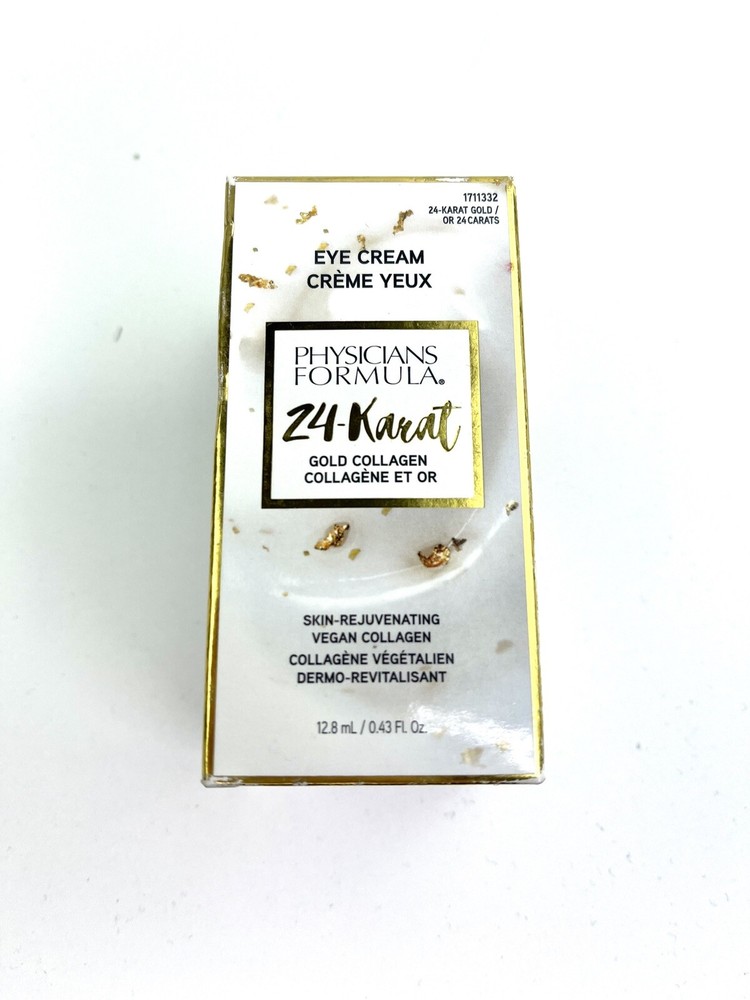 1711332
24-KARAT GOLD /
OR 24 CARATS
EYE CREAM
CRÈME YEUX
PHYSICIANS
FORMULA®
24-Karat
GOLD COLLAGEN
COLLAGÈNE ET OR
SKIN-REJUVENATING
VEGAN COLLAGEN
COLLAGÈNE VÉGÉTALIEN
DERMO-REVITALISANT
12.8 mL / 0.43 Fl. Oz.